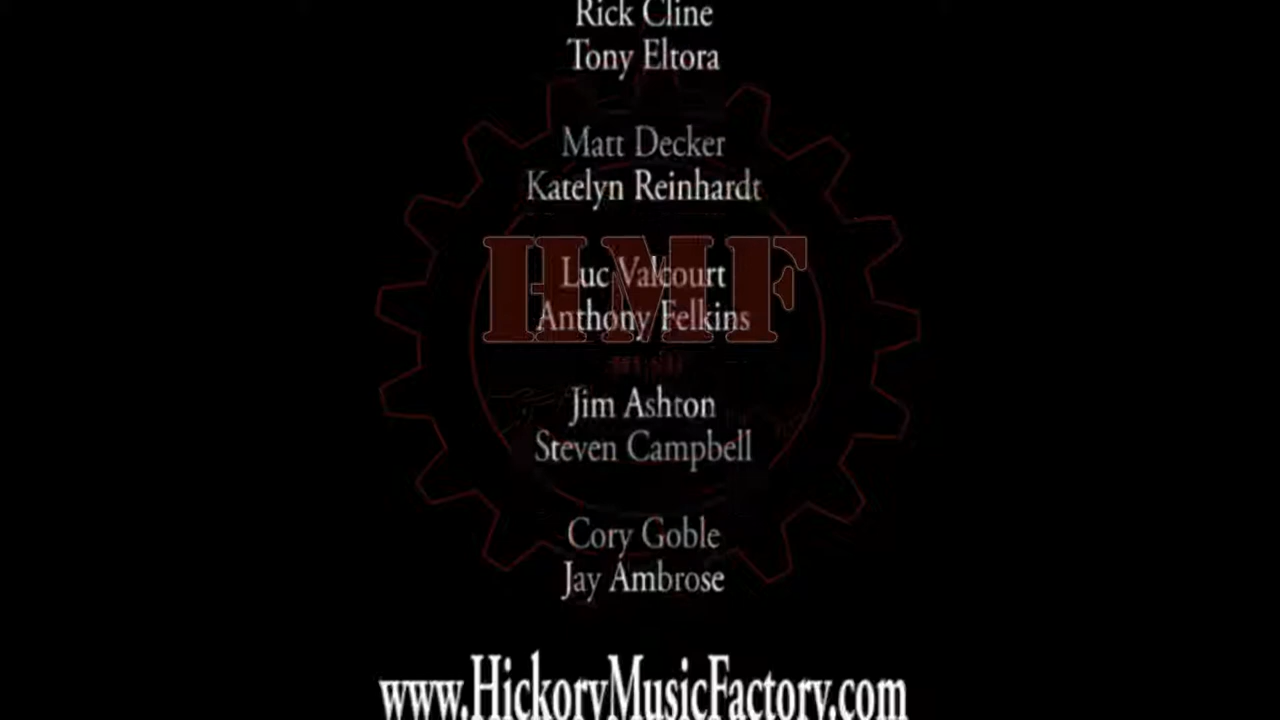 Rick Cline
Tony Eltora
Matt Decker
Katelyn Reinhardt
HMF
Luc Valcourt
Anthony Felkins
Jim Ashton
Steven Campbell
Cory Goble
Jay Ambrose
www.HickoryMusicFactory.com